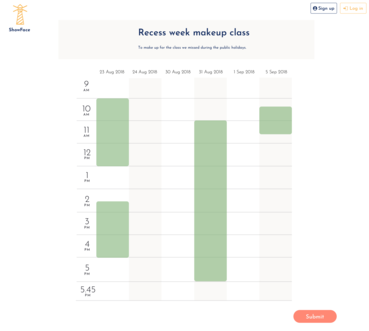 Sign up
Log in
ShowFace
Recess week makeup class
To make up for the class we missed during the public holidays.
23 Aug 2018 24 Aug 2018 30 Aug 2018 31 Aug 2018 1 Sep 2018 5 Sep 2018
9
AM
10
AM
11
AM
12
PM
1
PM
2
PM
3
PM
4
PM
5
PM
5.45
PM
Submit